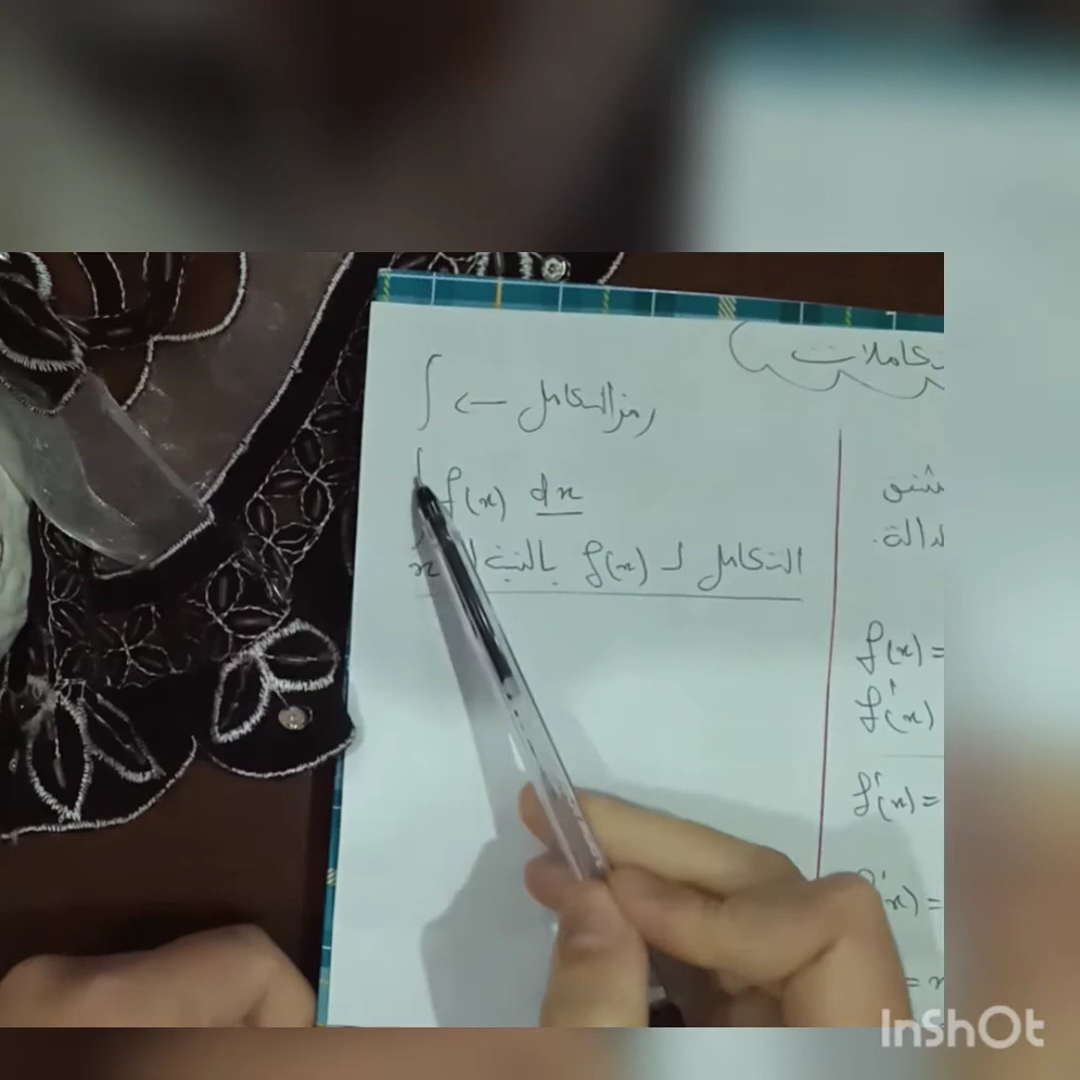 تكاملات
∫ ← رمز التكامل
∫ f(x) dx
التكامل لـ f(x) بالنسبة لـ x
f(x) =
f'(x)
f'(x) =
f'(x) =
InShOt